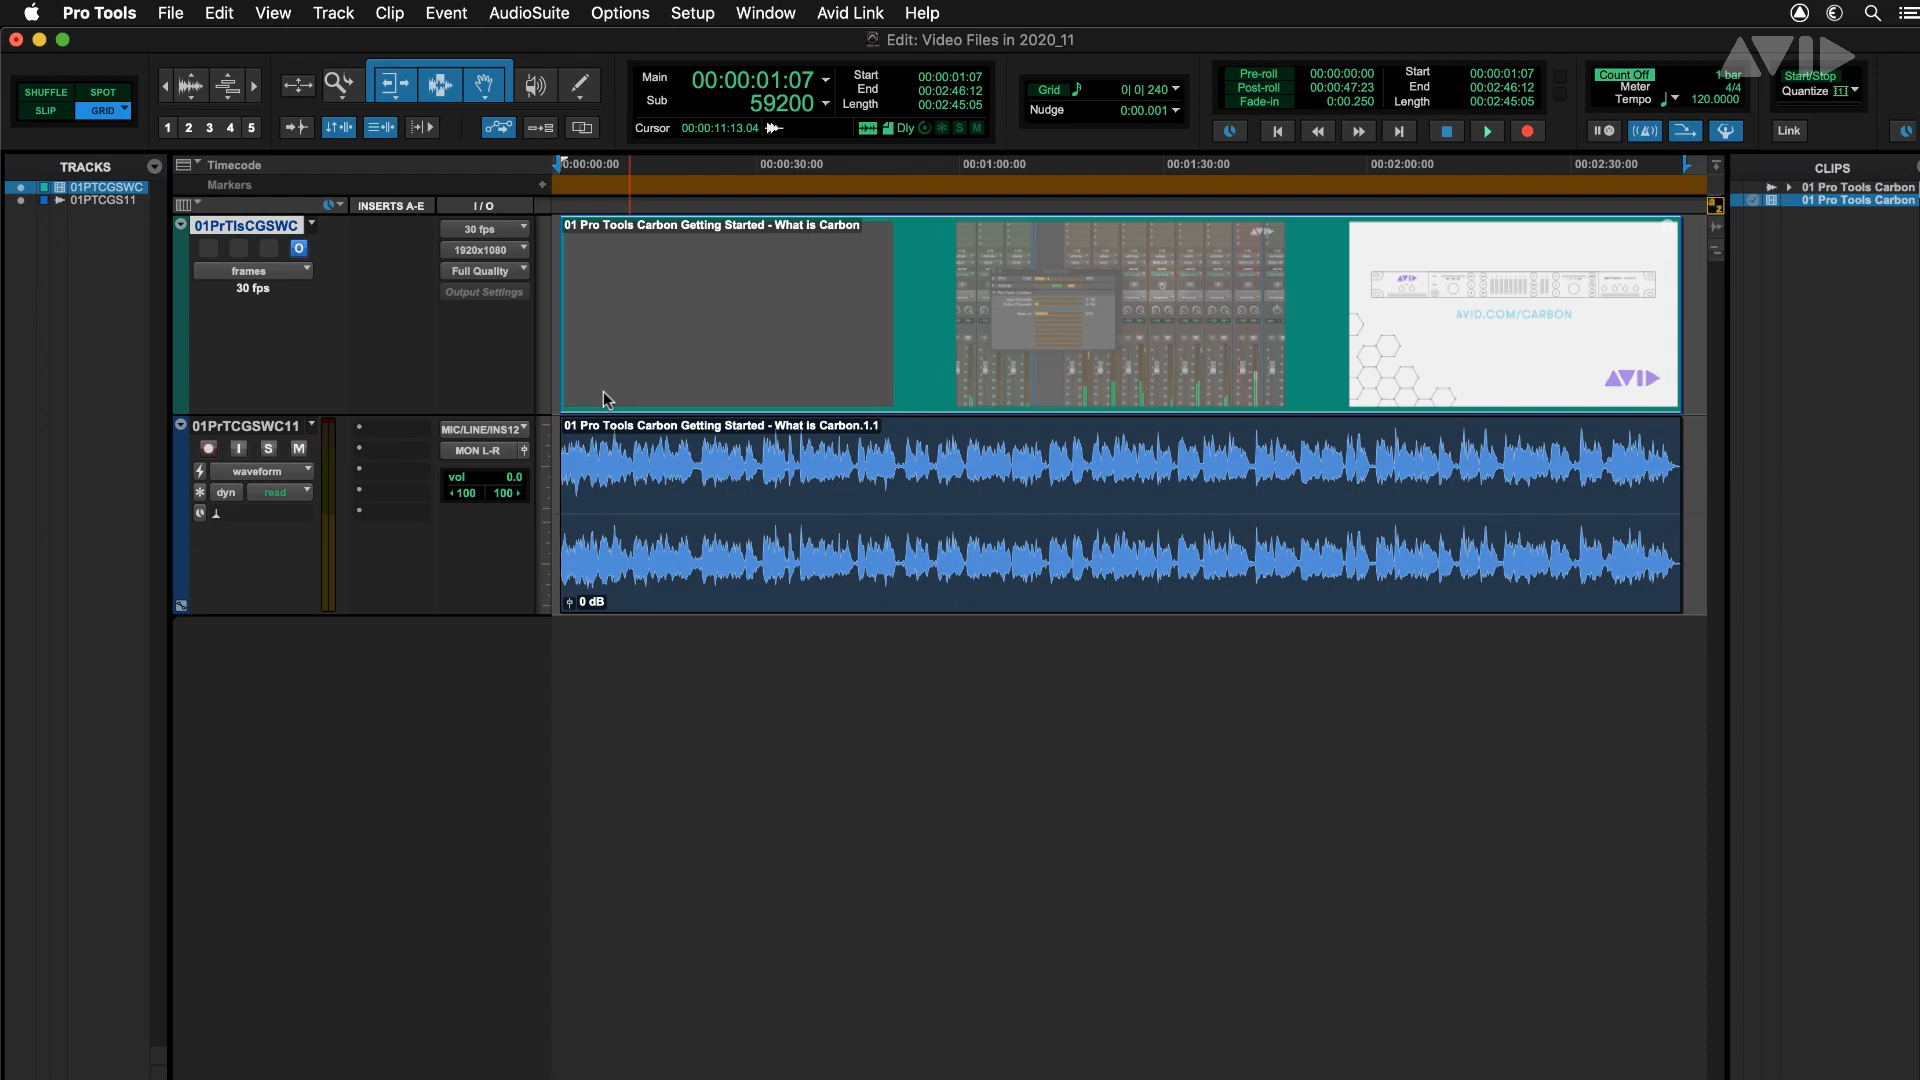 Pro Tools File Edit View Track Clip Event AudioSuite Options Setup Window Avid Link Help
Edit: Video Files in 2020_11
AVID
SHUFFLE SPOT
SLIP GRID
1 2 3 4 5
Main 00:00:01:07
Sub 59200
Start 00:00:01:07
End 00:02:46:12
Length 00:02:45:05
Cursor 00:00:11:13.04 Dly S M
Grid 0| 0| 240
Nudge 0:00.001
Pre-roll 00:00:00:00
Post-roll 00:00:47:23
Fade-in 0:00.250
Start 00:00:01:07
End 00:02:46:12
Length 00:02:45:05
Count Off 1 bar
Meter 4/4
Tempo 120.0000
Start/Stop
Quantize
Link
TRACKS
01PTCGSWC
01PTCGS11
Timecode
0:00:00:00 00:00:30:00 00:01:00:00 00:01:30:00 00:02:00:00 00:02:30:00
Markers
INSERTS A-E I / O
CLIPS
01 Pro Tools Carbon
01 Pro Tools Carbon
a z
01PrTlsCGSWC
O
frames
30 fps
30 fps
1920x1080
Full Quality
Output Settings
01 Pro Tools Carbon Getting Started - What is Carbon
AVID
AVID
AVID.COM/CARBON
AVID
01PrTCGSWC11
I S M
waveform
dyn read
MIC/LINE/INS12
MON L-R
vol 0.0
100 100
01 Pro Tools Carbon Getting Started - What is Carbon.1.1
0 dB